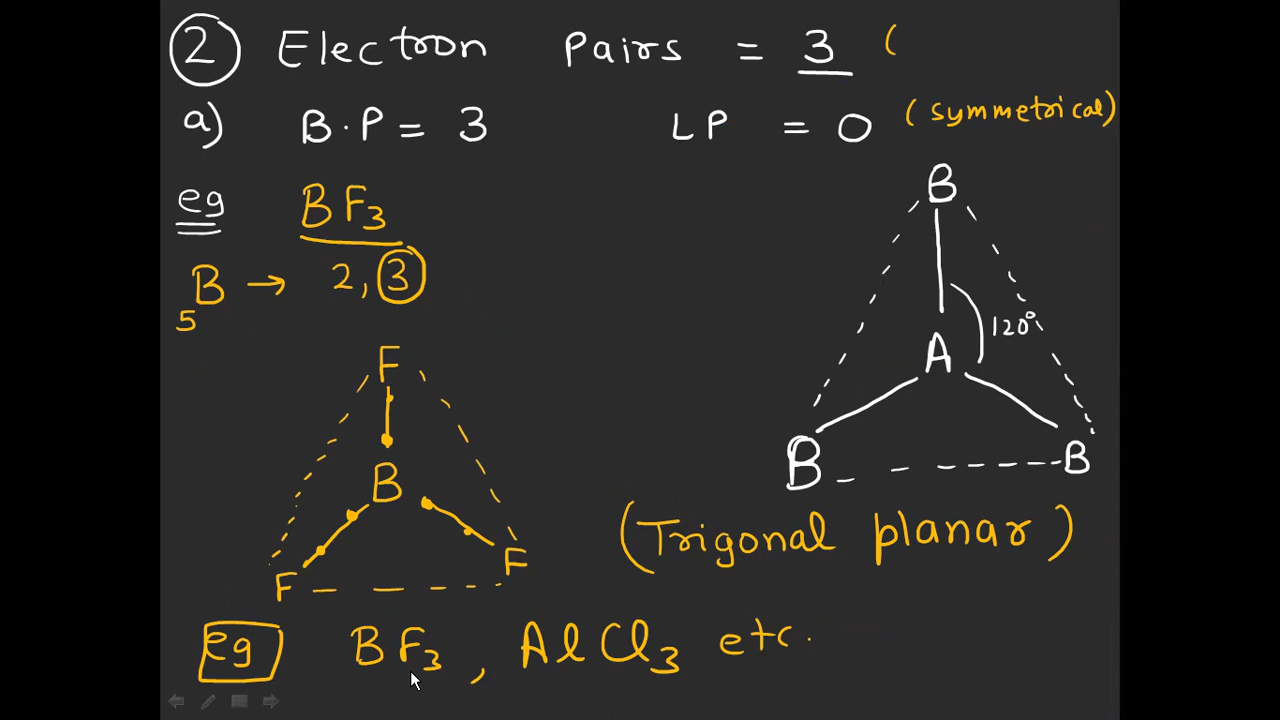 ② Electron Pairs = 3 (
a) B.P = 3 LP = 0 (symmetrical)
eg BF₃
₅B → 2, ③
B
120°
A
B B
F
B
F F
(Trigonal planar)
eg BF₃, AlCl₃ etc.